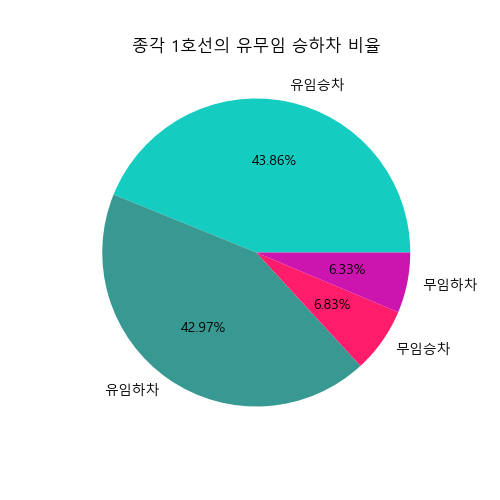 종각 1호선의 유무임 승하차 비율
유임승차
43.86%
6.33%
무임하차
6.83%
42.97%
무임승차
유임하차